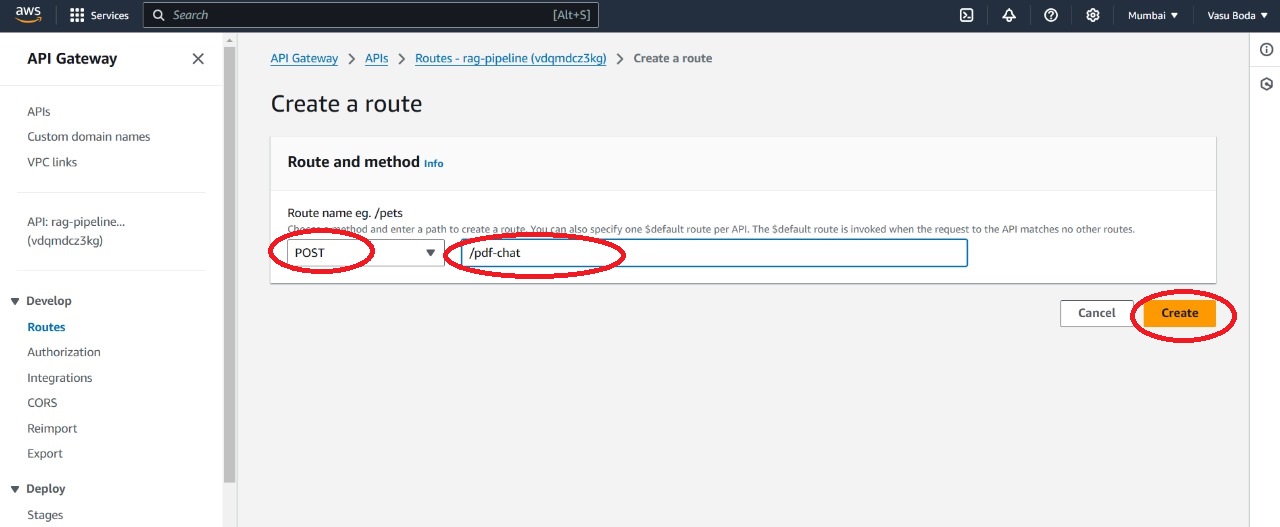 aws Services Search [Alt+S] Mumbai ▼ Vasu Boda ▼
API Gateway
APIs
Custom domain names
VPC links
API: rag-pipeline...
(vdqmdcz3kg)
▼ Develop
Routes
Authorization
Integrations
CORS
Reimport
Export
▼ Deploy
Stages
API Gateway > APIs > Routes - rag-pipeline (vdqmdcz3kg) > Create a route
Create a route
Route and method Info
Route name eg. /pets
Choose a method and enter a path to create a route. You can also specify one $default route per API. The $default route is invoked when the request to the API matches no other routes.
POST ▼ /pdf-chat
Cancel Create